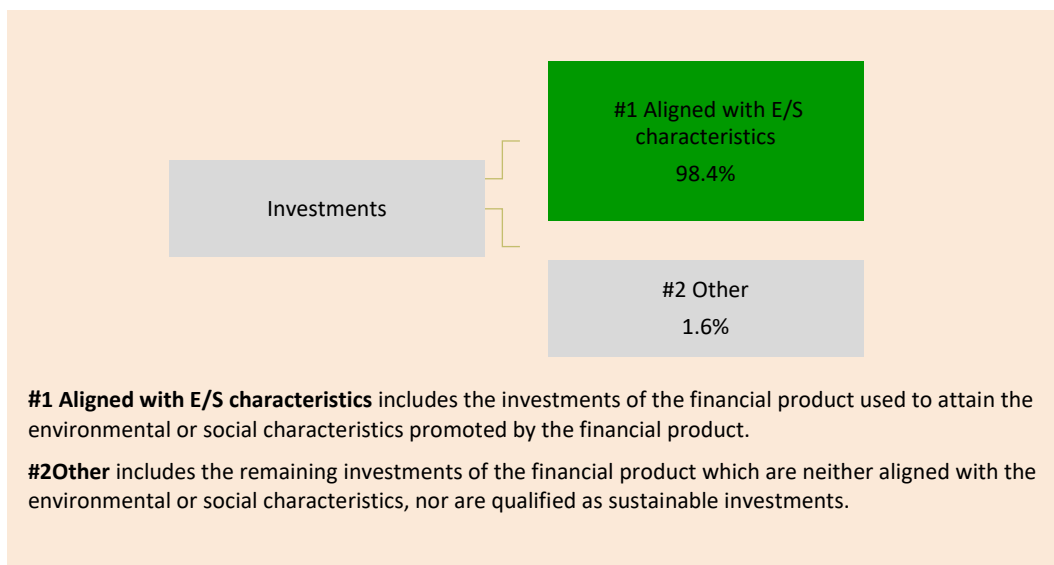 #1 Aligned with E/S
characteristics
98.4%
Investments
#2 Other
1.6%
#1 Aligned with E/S characteristics includes the investments of the financial product used to attain the
environmental or social characteristics promoted by the financial product.
#2Other includes the remaining investments of the financial product which are neither aligned with the
environmental or social characteristics, nor are qualified as sustainable investments.